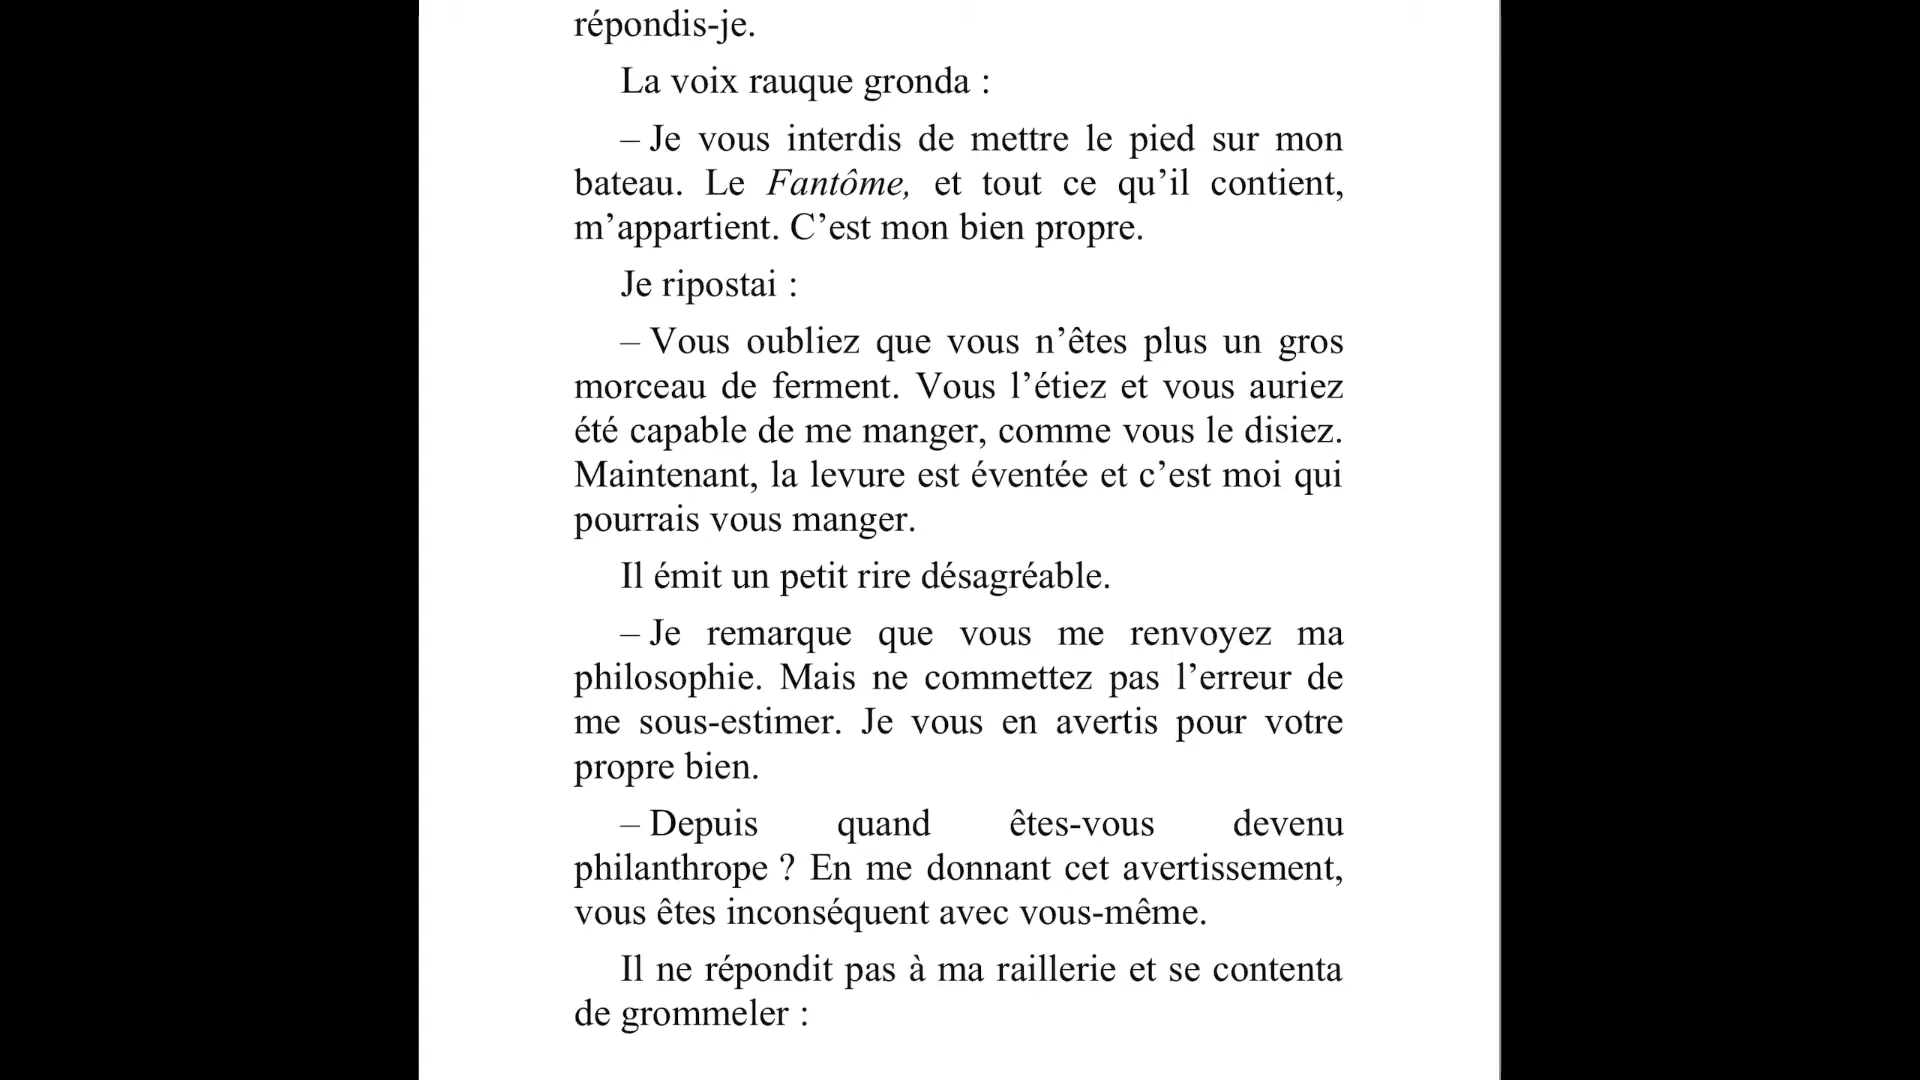 répondis-je.
La voix rauque gronda :
– Je vous interdis de mettre le pied sur mon
bateau. Le Fantôme, et tout ce qu’il contient,
m’appartient. C’est mon bien propre.
Je ripostai :
– Vous oubliez que vous n’êtes plus un gros
morceau de ferment. Vous l’étiez et vous auriez
été capable de me manger, comme vous le disiez.
Maintenant, la levure est éventée et c’est moi qui
pourrais vous manger.
Il émit un petit rire désagréable.
– Je remarque que vous me renvoyez ma
philosophie. Mais ne commettez pas l’erreur de
me sous-estimer. Je vous en avertis pour votre
propre bien.
– Depuis quand êtes-vous devenu
philanthrope ? En me donnant cet avertissement,
vous êtes inconséquent avec vous-même.
Il ne répondit pas à ma raillerie et se contenta
de grommeler :